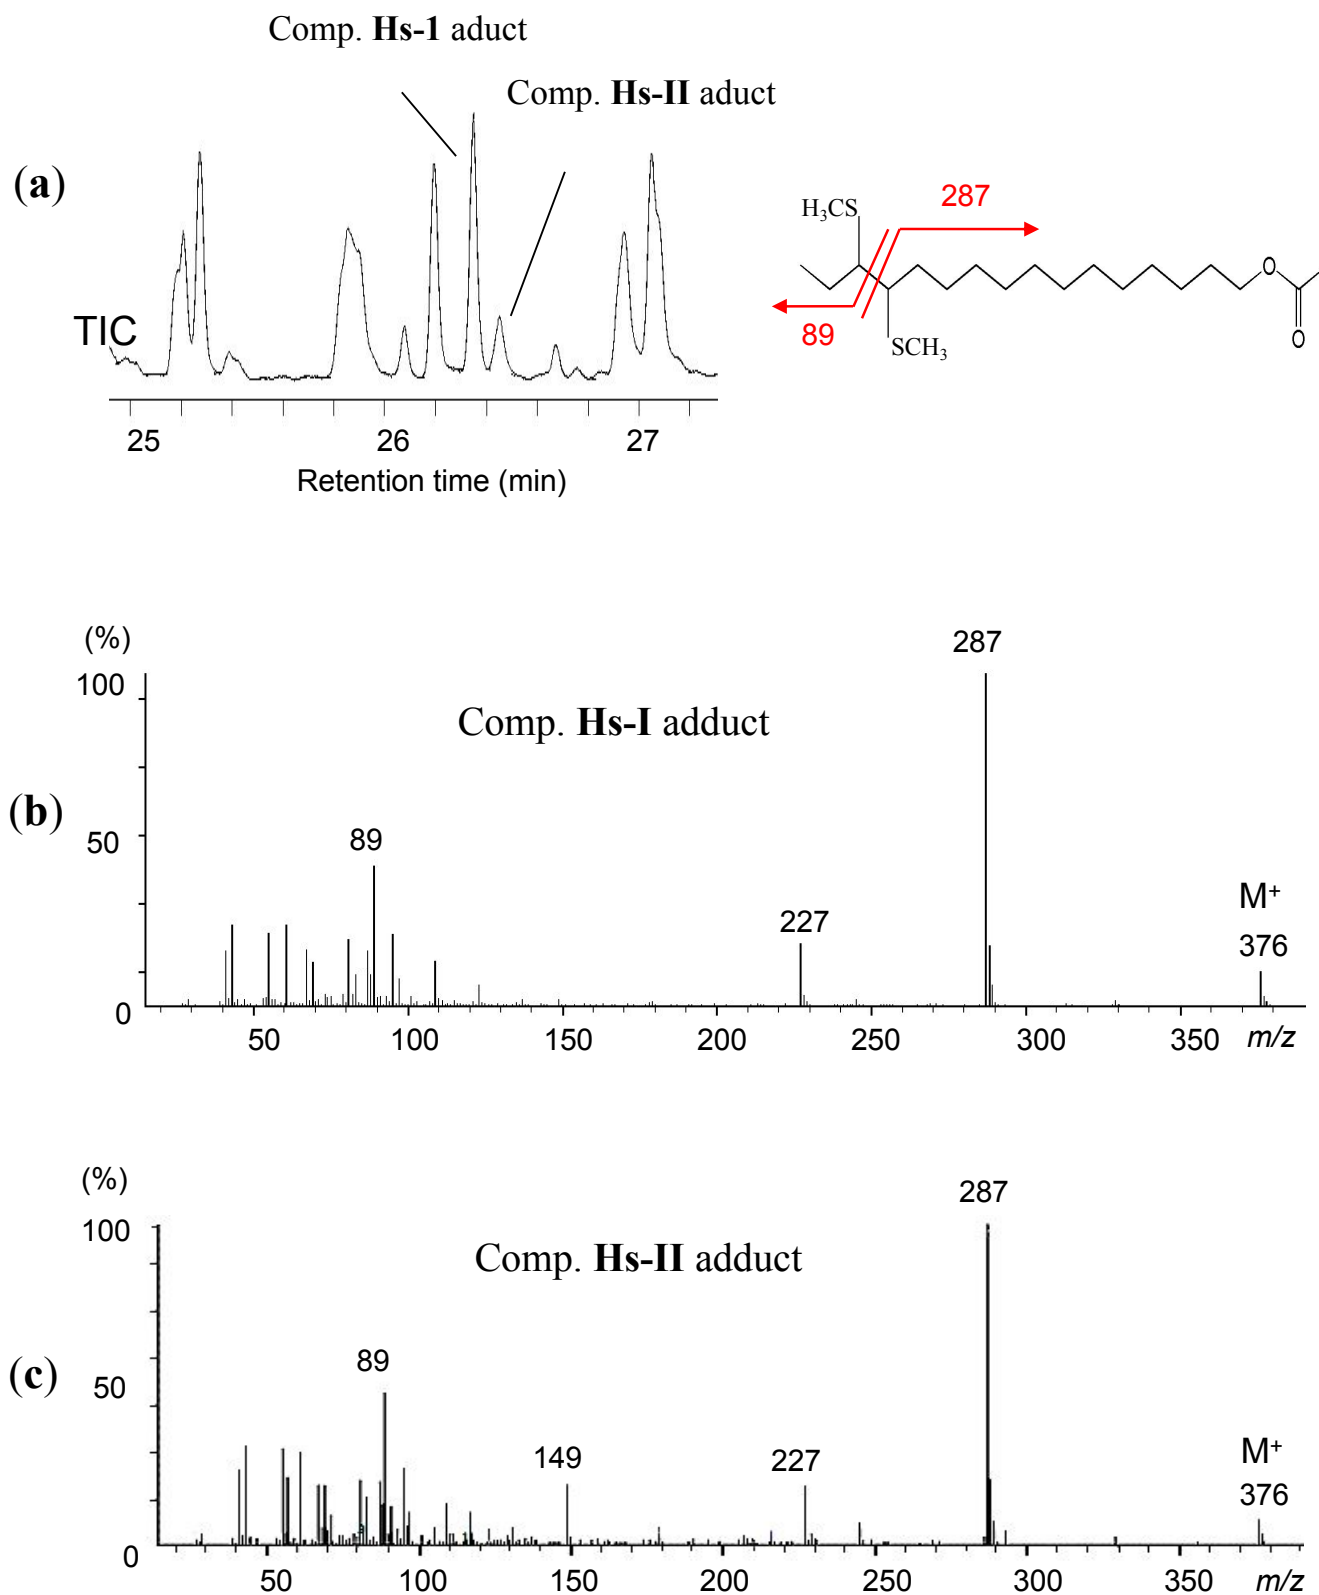 Comp. Hs-1 aduct
Comp. Hs-II aduct
(a)
TIC
25 26 27
Retention time (min)
H₃CS
287
89
SCH₃
O
O
(%)
287
100
Comp. Hs-I adduct
(b)
50
89
227
M⁺
376
0
50 100 150 200 250 300 350 m/z
(%)
287
100
Comp. Hs-II adduct
(c)
50
89
149
227
M⁺
376
0
50 100 150 200 250 300 350 m/z